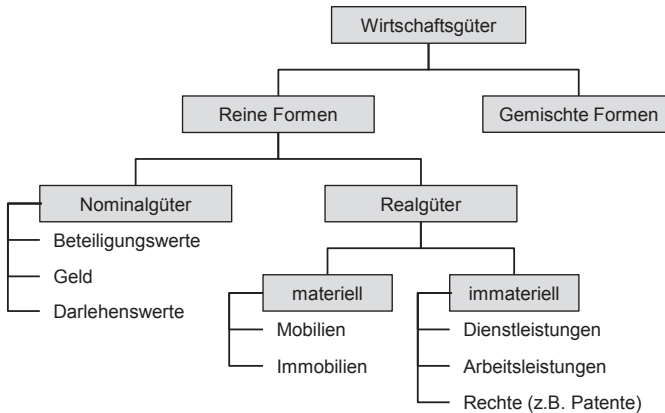 Wirtschaftsgüter
Reine Formen
Gemischte Formen
Nominalgüter
Realgüter
Beteiligungswerte
Geld
Darlehenswerte
materiell
immateriell
Mobilien
Dienstleistungen
Immobilien
Arbeitsleistungen
Rechte (z.B. Patente)